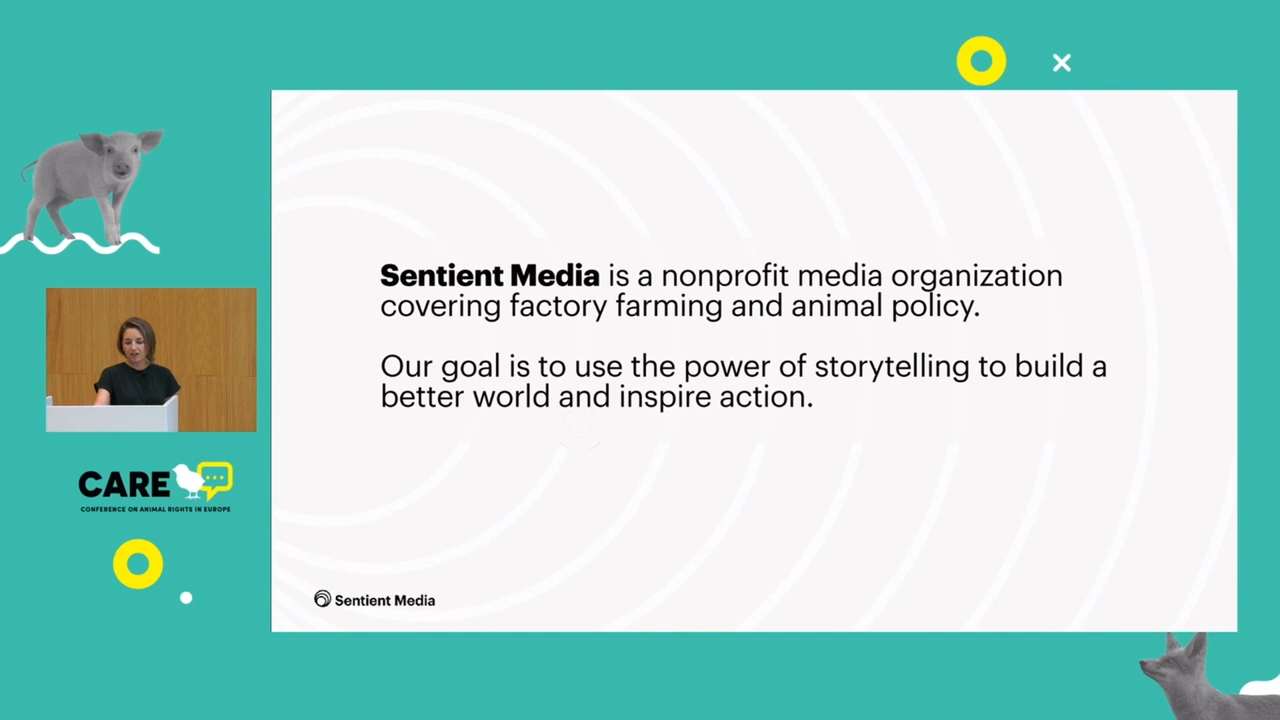 Sentient Media is a nonprofit media organization
covering factory farming and animal policy.
Our goal is to use the power of storytelling to build a
better world and inspire action.
Sentient Media
CARE
CONFERENCE ON ANIMAL RIGHTS IN EUROPE